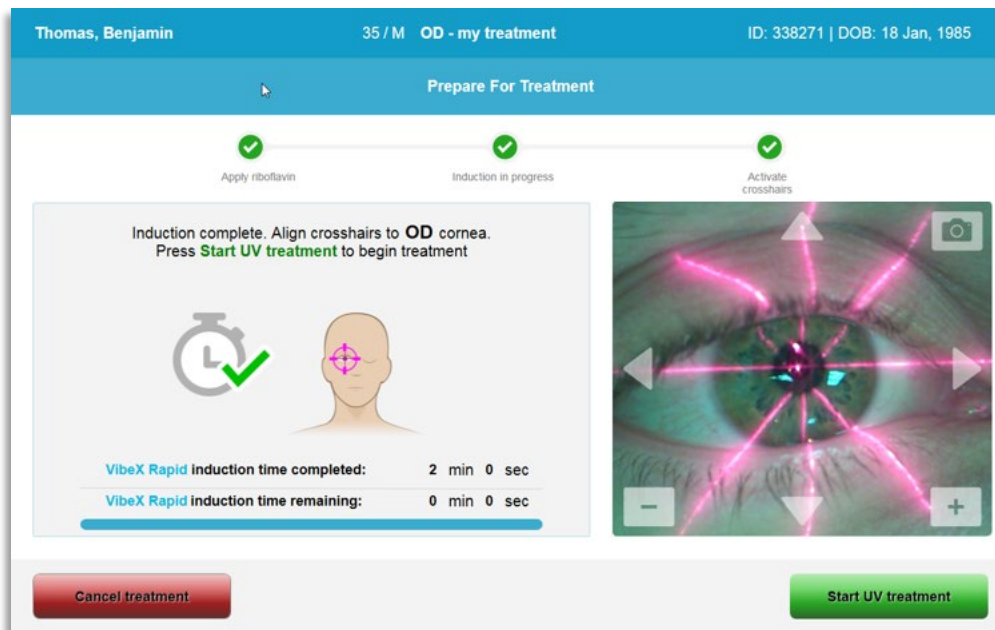 Thomas, Benjamin 35 / M OD - my treatment ID: 338271 | DOB: 18 Jan, 1985
Prepare For Treatment
Apply riboflavin
Induction in progress
Activate
crosshairs
Induction complete. Align crosshairs to OD cornea.
Press Start UV treatment to begin treatment
VibeX Rapid induction time completed: 2 min 0 sec
VibeX Rapid induction time remaining: 0 min 0 sec
Cancel treatment
Start UV treatment